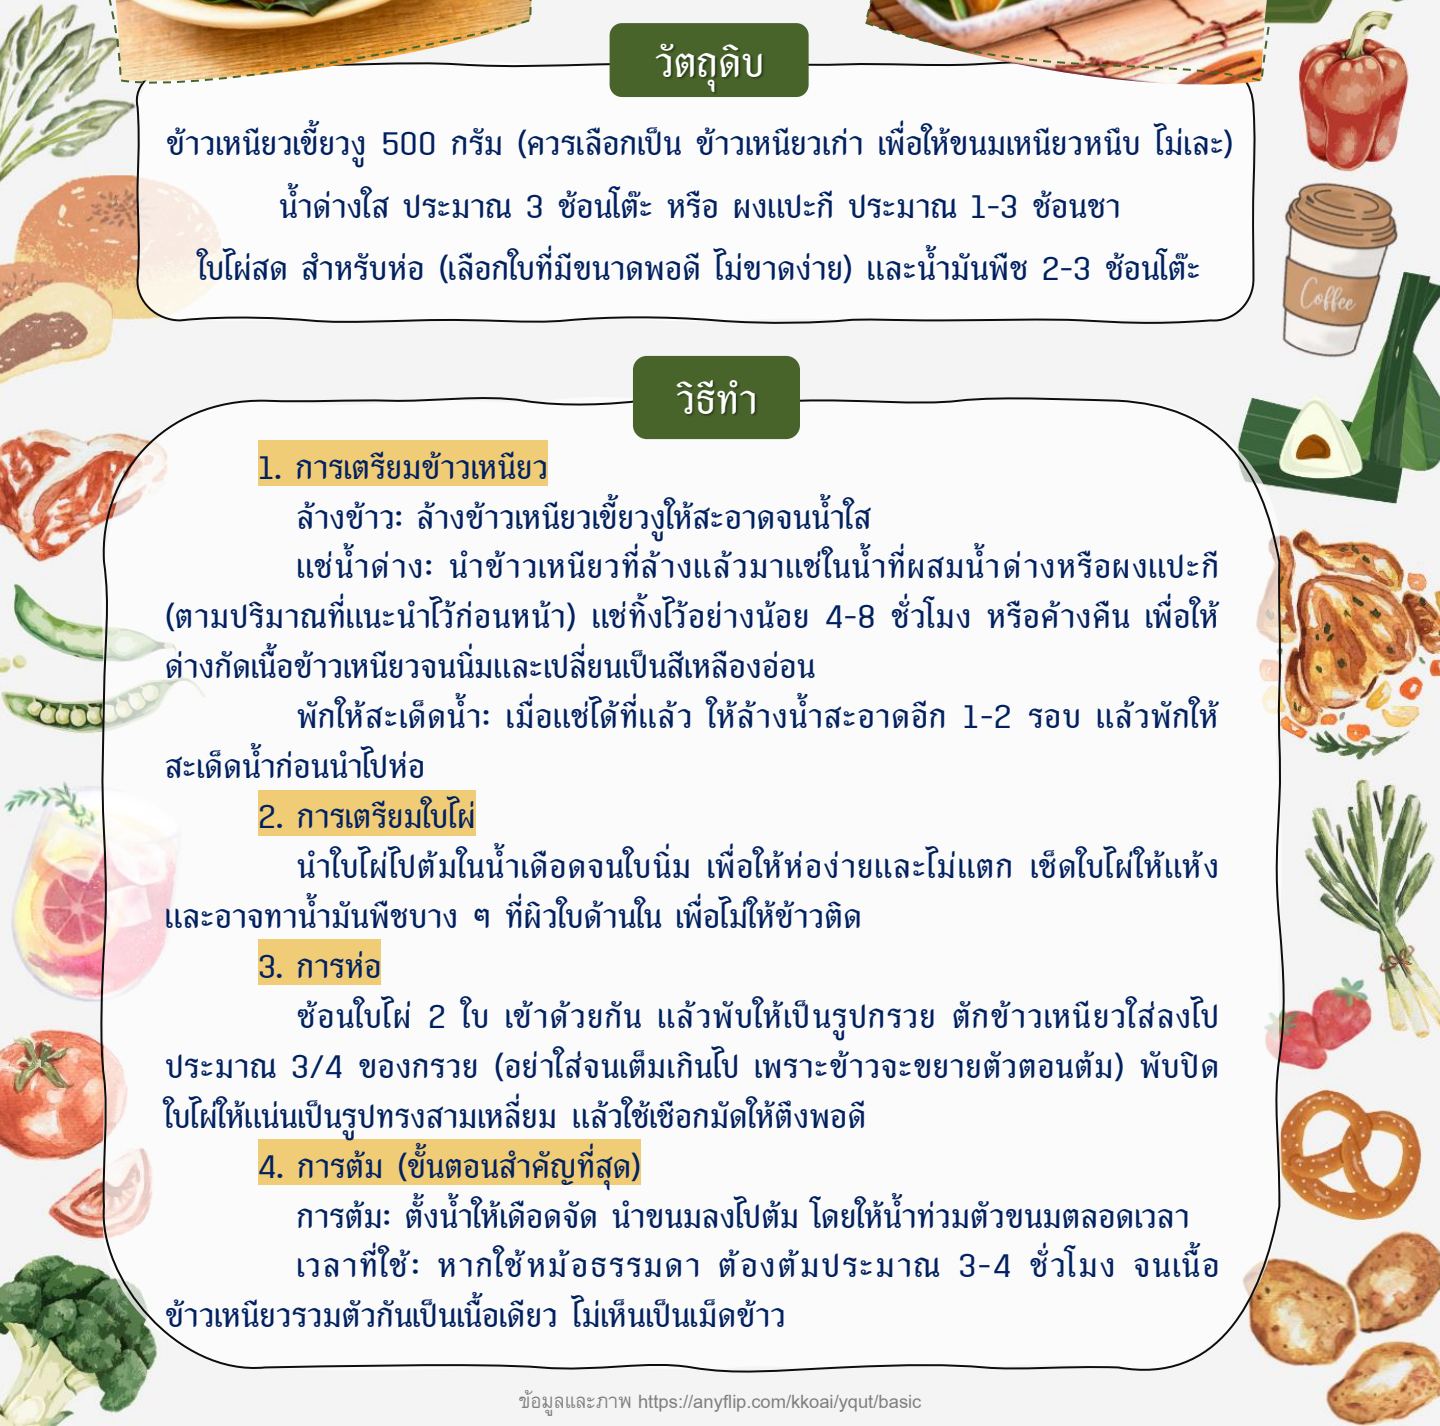 วัตถุดิบ
ข้าวเหนียวเขี้ยวงู 500 กรัม (ควรเลือกเป็น ข้าวเหนียวเก่า เพื่อให้ขนมเหนียวหนึบ ไม่เละ)
น้ำด่างใส ประมาณ 3 ช้อนโต๊ะ หรือ ผงแปะกี ประมาณ 1-3 ช้อนชา
ใบไผ่สด สำหรับห่อ (เลือกใบที่มีขนาดพอดี ไม่ขาดง่าย) และน้ำมันพืช 2-3 ช้อนโต๊ะ
Coffee
วิธีทำ
1. การเตรียมข้าวเหนียว
ล้างข้าว: ล้างข้าวเหนียวเขี้ยวงูให้สะอาดจนน้ำใส
แช่น้ำด่าง: นำข้าวเหนียวที่ล้างแล้วมาแช่ในน้ำที่ผสมน้ำด่างหรือผงแปะกี
(ตามปริมาณที่แนะนำไว้ก่อนหน้า) แช่ทิ้งไว้อย่างน้อย 4-8 ชั่วโมง หรือค้างคืน เพื่อให้
ด่างกัดเนื้อข้าวเหนียวจนนิ่มและเปลี่ยนเป็นสีเหลืองอ่อน
พักให้สะเด็ดน้ำ: เมื่อแช่ได้ที่แล้ว ให้ล้างน้ำสะอาดอีก 1-2 รอบ แล้วพักให้
สะเด็ดน้ำก่อนนำไปห่อ
2. การเตรียมใบไผ่
นำใบไผ่ไปต้มในน้ำเดือดจนใบนิ่ม เพื่อให้ห่อง่ายและไม่แตก เช็ดใบไผ่ให้แห้ง
และอาจทาน้ำมันพืชบาง ๆ ที่ผิวใบด้านใน เพื่อไม่ให้ข้าวติด
3. การห่อ
ซ้อนใบไผ่ 2 ใบ เข้าด้วยกัน แล้วพับให้เป็นรูปกรวย ตักข้าวเหนียวใส่ลงไป
ประมาณ 3/4 ของกรวย (อย่าใส่จนเต็มเกินไป เพราะข้าวจะขยายตัวตอนต้ม) พับปิด
ใบไผ่ให้แน่นเป็นรูปทรงสามเหลี่ยม แล้วใช้เชือกมัดให้ตึงพอดี
4. การต้ม (ขั้นตอนสำคัญที่สุด)
การต้ม: ตั้งน้ำให้เดือดจัด นำขนมลงไปต้ม โดยให้น้ำท่วมตัวขนมตลอดเวลา
เวลาที่ใช้: หากใช้หม้อธรรมดา ต้องต้มประมาณ 3-4 ชั่วโมง จนเนื้อ
ข้าวเหนียวรวมตัวกันเป็นเนื้อเดียว ไม่เห็นเป็นเม็ดข้าว
ข้อมูลและภาพ https://anyflip.com/kkoai/yqut/basic